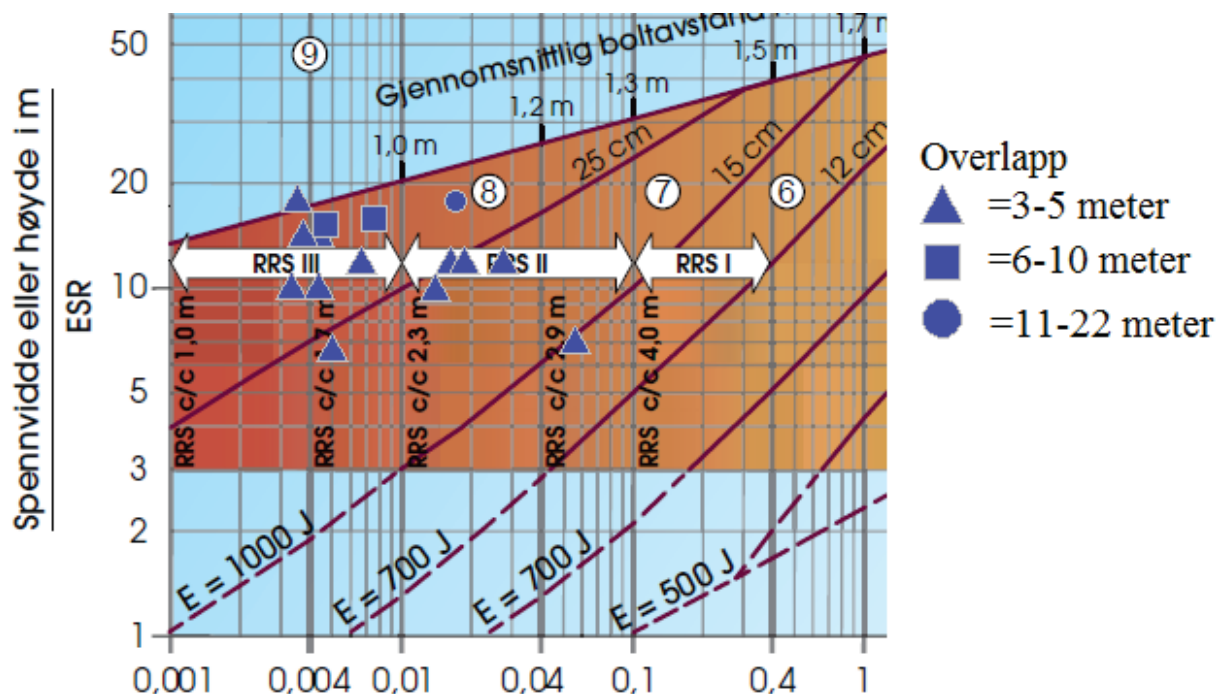 50
20
10
5
3
2
1
Spennvidde eller høyde i m
ESR
Gjennomsnittlig boltavstand
1,0 m
1,2 m
1,3 m
1,5 m
1,7 m
⑨
⑧
⑦
⑥
25 cm
15 cm
12 cm
RRS III
RRS II
RRS I
RRS c/c 1,0 m
RRS c/c 7 m
RRS c/c 2,3 m
RRS c/c 2,9 m
RRS c/c 4,0 m
E = 1000 J
E = 700 J
E = 700 J
E = 500 J
0,001
0,004
0,01
0,04
0,1
0,4
1
Overlapp
=3-5 meter
=6-10 meter
=11-22 meter